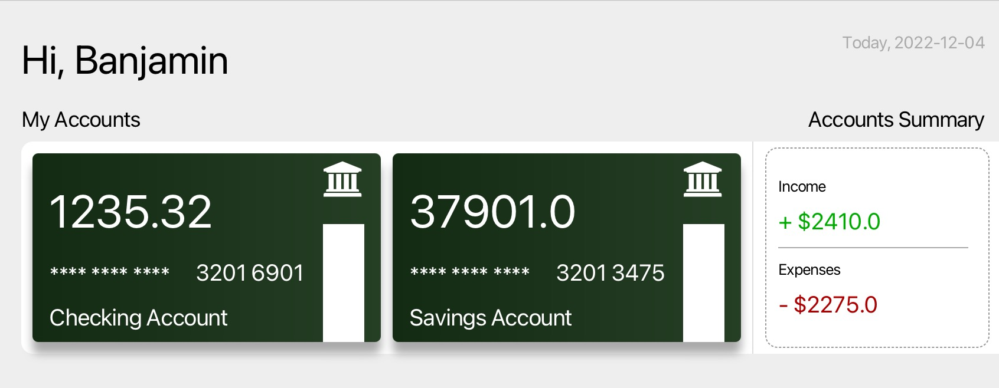 Today, 2022-12-04
Hi, Banjamin
My Accounts
Accounts Summary
1235.32
**** **** **** 3201 6901
Checking Account
37901.0
**** **** **** 3201 3475
Savings Account
Income
+ $2410.0
Expenses
- $2275.0